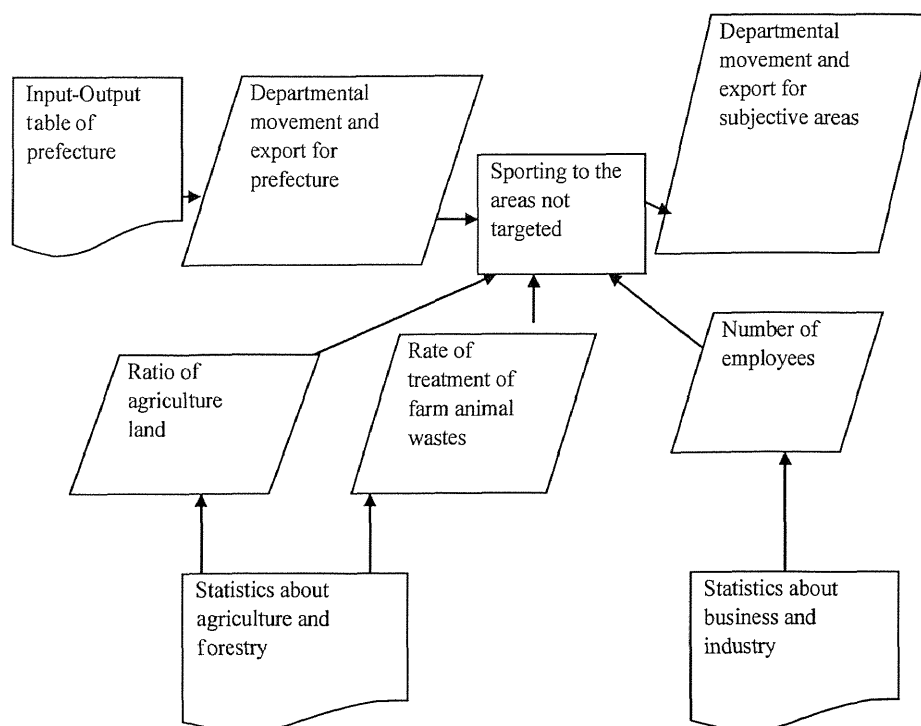 Input-Output
table of
prefecture
Departmental
movement and
export for
prefecture
Sporting to the
areas not
targeted
Departmental
movement and
export for
subjective areas
Ratio of
agriculture
land
Rate of
treatment of
farm animal
wastes
Number of
employees
Statistics about
agriculture and
forestry
Statistics about
business and
industry